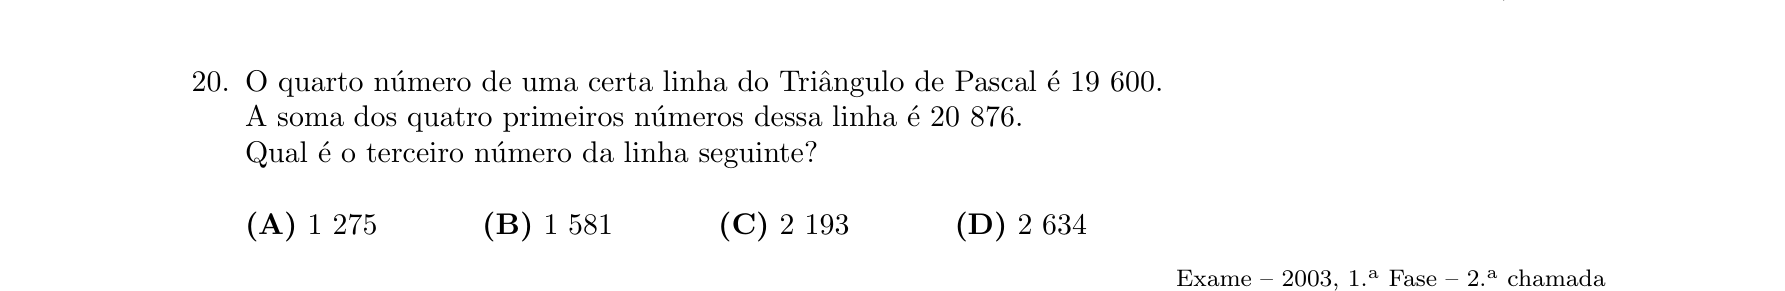 20. O quarto número de uma certa linha do Triângulo de Pascal é 19 600.
A soma dos quatro primeiros números dessa linha é 20 876.
Qual é o terceiro número da linha seguinte?
(A) 1 275 (B) 1 581 (C) 2 193 (D) 2 634
Exame – 2003, 1.ª Fase – 2.ª chamada